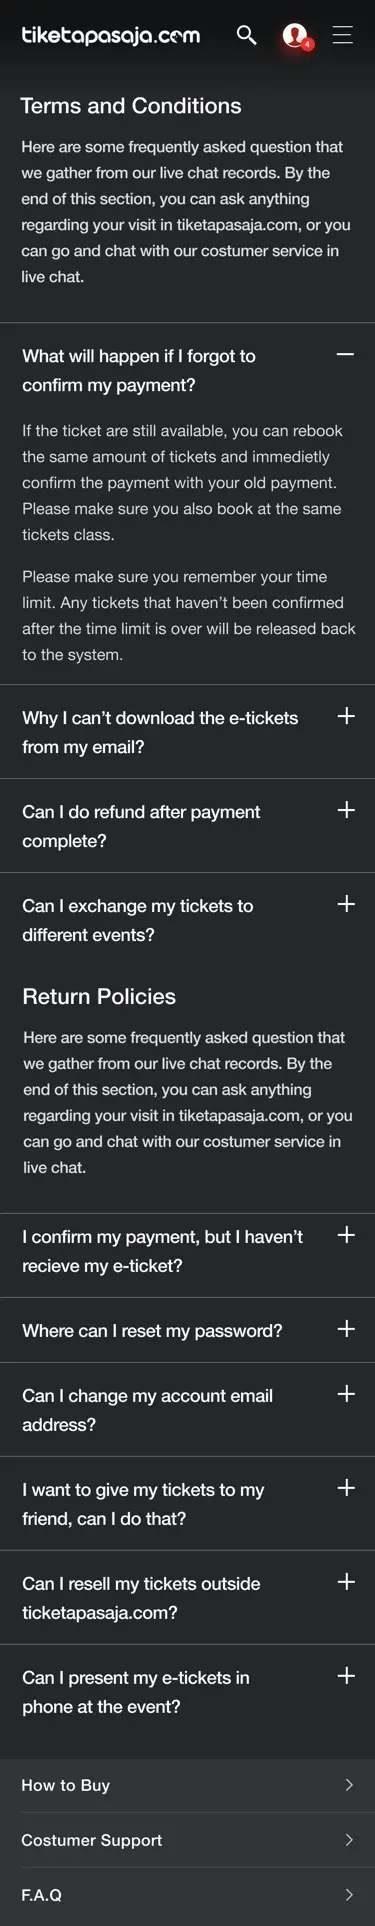 tiketapasaja.com
4
Terms and Conditions
Here are some frequently asked question that
we gather from our live chat records. By the
end of this section, you can ask anything
regarding your visit in tiketapasaja.com, or you
can go and chat with our costumer service in
live chat.
What will happen if I forgot to
confirm my payment?
If the ticket are still available, you can rebook
the same amount of tickets and immedietly
confirm the payment with your old payment.
Please make sure you also book at the same
tickets class.
Please make sure you remember your time
limit. Any tickets that haven't been confirmed
after the time limit is over will be released back
to the system.
Why I can't download the e-tickets
from my email?
Can I do refund after payment
complete?
Can I exchange my tickets to
different events?
Return Policies
Here are some frequently asked question that
we gather from our live chat records. By the
end of this section, you can ask anything
regarding your visit in tiketapasaja.com, or you
can go and chat with our costumer service in
live chat.
I confirm my payment, but I haven't
recieve my e-ticket?
Where can I reset my password?
Can I change my account email
address?
I want to give my tickets to my
friend, can I do that?
Can I resell my tickets outside
ticketapasaja.com?
Can I present my e-tickets in
phone at the event?
How to Buy
Costumer Support
F.A.Q